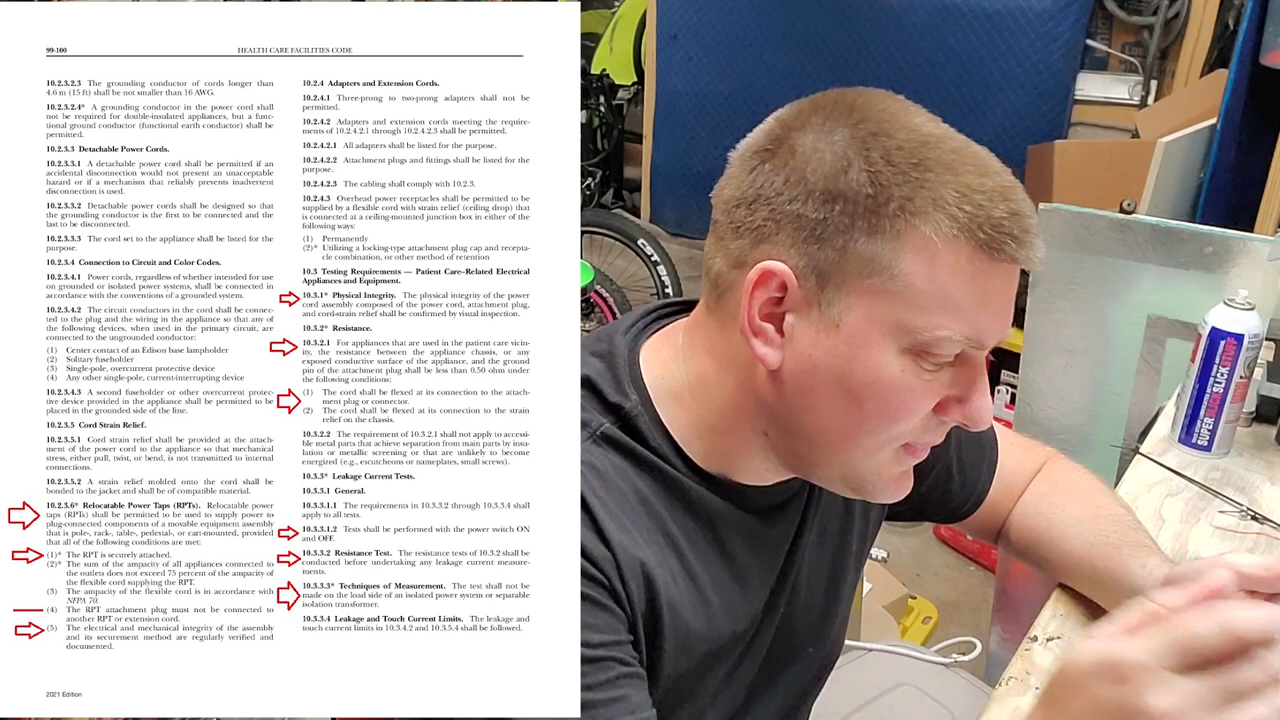 99-100
HEALTH CARE FACILITIES CODE
10.2.3.2.3 The grounding conductor of cords longer than
4.6 m (15 ft) shall be not smaller than 16 AWG.
10.2.3.2.4* A grounding conductor in the power cord shall
not be required for double-insulated appliances, but a func-
tional ground conductor (functional earth conductor) shall be
permitted.
10.2.3.3 Detachable Power Cords.
10.2.3.3.1 A detachable power cord shall be permitted if an
accidental disconnection would not present an unacceptable
hazard or if a mechanism that reliably prevents inadvertent
disconnection is used.
10.2.3.3.2 Detachable power cords shall be designed so that
the grounding conductor is the first to be connected and the
last to be disconnected.
10.2.3.3.3 The cord set to the appliance shall be listed for the
purpose.
10.2.3.4 Connection to Circuit and Color Codes.
10.2.3.4.1 Power cords, regardless of whether intended for use
on grounded or isolated power systems, shall be connected in
accordance with the conventions of a grounded system.
10.2.3.4.2 The circuit conductors in the cord shall be connec-
ted to the plug and the wiring in the appliance so that any of
the following devices, when used in the primary circuit, are
connected to the ungrounded conductor:
(1) Center contact of an Edison base lampholder
(2) Solitary fuseholder
(3) Single-pole, overcurrent protective device
(4) Any other single-pole, current-interrupting device
10.2.3.4.3 A second fuseholder or other overcurrent protec-
tive device provided in the appliance shall be permitted to be
placed in the grounded side of the line.
10.2.3.5 Cord Strain Relief.
10.2.3.5.1 Cord strain relief shall be provided at the attach-
ment of the power cord to the appliance so that mechanical
stress, either pull, twist, or bend, is not transmitted to internal
connections.
10.2.3.5.2 A strain relief molded onto the cord shall be
bonded to the jacket and shall be of compatible material.
10.2.3.6* Relocatable Power Taps (RPTs). Relocatable power
taps (RPTs) shall be permitted to be used to supply power to
plug-connected components of a movable equipment assembly
that is pole-, rack-, table-, pedestal-, or cart-mounted, provided
that all of the following conditions are met:
(1)* The RPT is securely attached.
(2)* The sum of the ampacity of all appliances connected to
the outlets does not exceed 75 percent of the ampacity of
the flexible cord supplying the RPT.
(3) The ampacity of the flexible cord is in accordance with
NFPA 70.
(4) The RPT attachment plug must not be connected to
another RPT or extension cord.
(5) The electrical and mechanical integrity of the assembly
and its securement method are regularly verified and
documented.
10.2.4 Adapters and Extension Cords.
10.2.4.1 Three-prong to two-prong adapters shall not be
permitted.
10.2.4.2 Adapters and extension cords meeting the require-
ments of 10.2.4.2.1 through 10.2.4.2.3 shall be permitted.
10.2.4.2.1 All adapters shall be listed for the purpose.
10.2.4.2.2 Attachment plugs and fittings shall be listed for the
purpose.
10.2.4.2.3 The cabling shall comply with 10.2.3.
10.2.4.3 Overhead power receptacles shall be permitted to be
supplied by a flexible cord with strain relief (ceiling drop) that
is connected at a ceiling-mounted junction box in either of the
following ways:
(1) Permanently
(2)* Utilizing a locking-type attachment plug cap and recepta-
cle combination, or other method of retention
10.3 Testing Requirements — Patient Care–Related Electrical
Appliances and Equipment.
10.3.1* Physical Integrity. The physical integrity of the power
cord assembly composed of the power cord, attachment plug,
and cord-strain relief shall be confirmed by visual inspection.
10.3.2* Resistance.
10.3.2.1 For appliances that are used in the patient care vicin-
ity, the resistance between the appliance chassis, or any
exposed conductive surface of the appliance, and the ground
pin of the attachment plug shall be less than 0.50 ohm under
the following conditions:
(1) The cord shall be flexed at its connection to the attach-
ment plug or connector.
(2) The cord shall be flexed at its connection to the strain
relief on the chassis.
10.3.2.2 The requirement of 10.3.2.1 shall not apply to accessi-
ble metal parts that achieve separation from main parts by insu-
lation or metallic screening or that are unlikely to become
energized (e.g., escutcheons or nameplates, small screws).
10.3.3* Leakage Current Tests.
10.3.3.1 General.
10.3.3.1.1 The requirements in 10.3.3.2 through 10.3.3.4 shall
apply to all tests.
10.3.3.1.2 Tests shall be performed with the power switch ON
and OFF.
10.3.3.2 Resistance Test. The resistance tests of 10.3.2 shall be
conducted before undertaking any leakage current measure-
ments.
10.3.3.3* Techniques of Measurement. The test shall not be
made on the load side of an isolated power system or separable
isolation transformer.
10.3.3.4 Leakage and Touch Current Limits. The leakage and
touch current limits in 10.3.4.2 and 10.3.5.4 shall be followed.
2021 Edition
CST BFT
SUPER SLICK STUFF